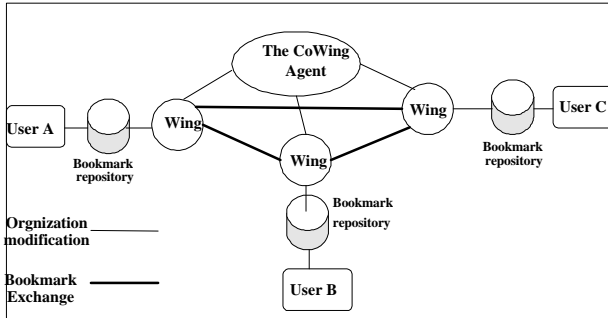 The CoWing
Agent
Wing
Wing
User A
User C
Wing
Bookmark
repository
Bookmark
repository
Bookmark
repository
Orgnization
modification
Bookmark
Exchange
User B